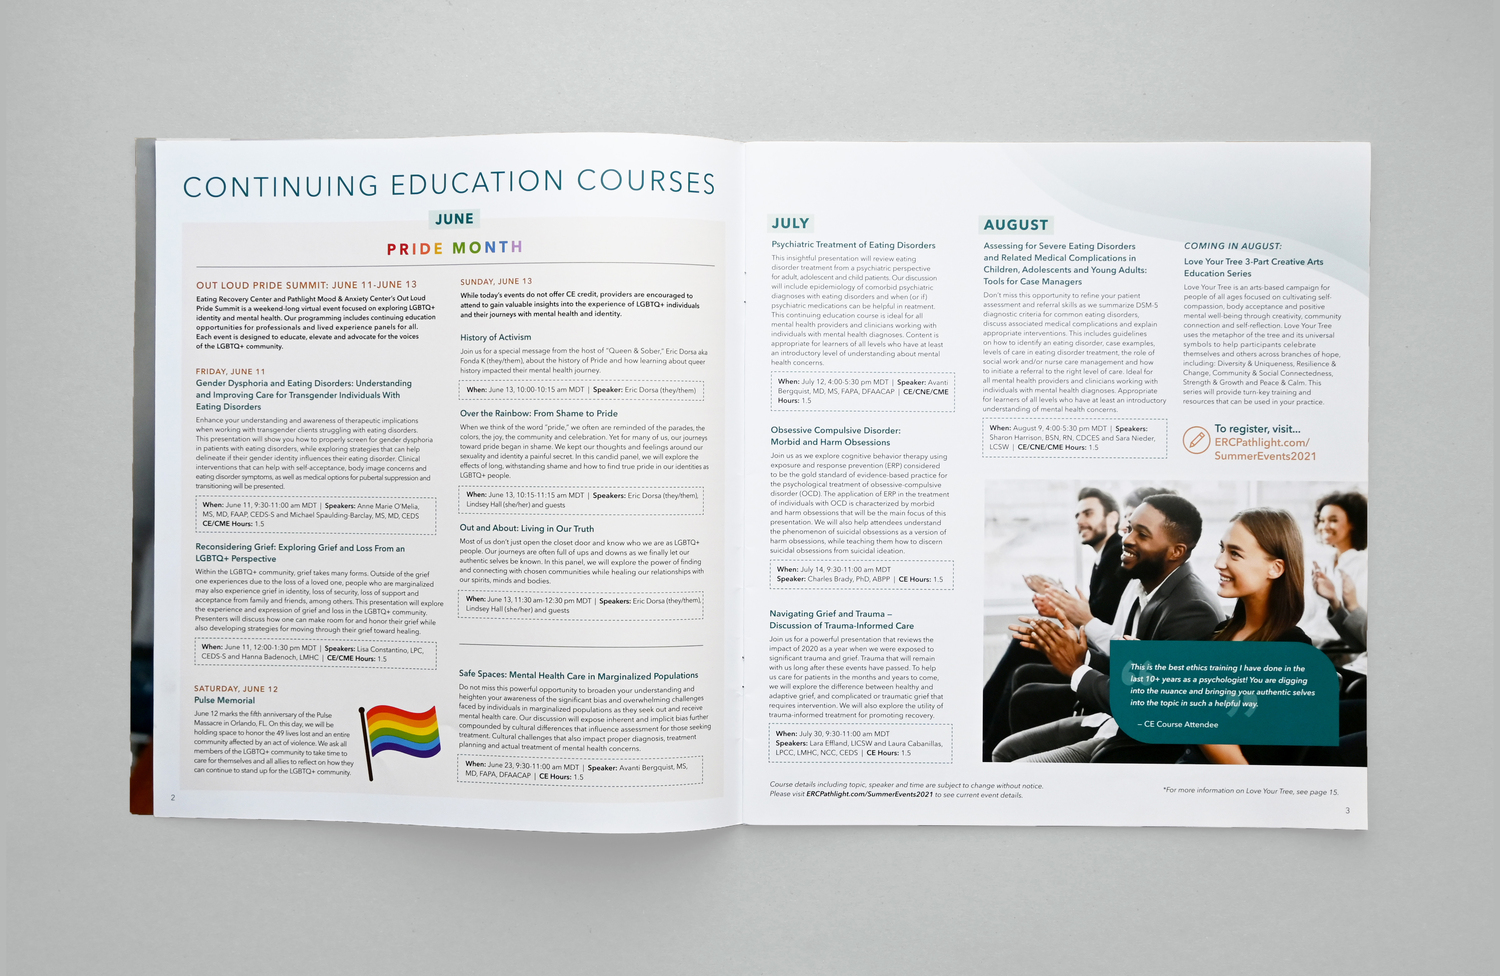 CONTINUING EDUCATION COURSES
JUNE
PRIDE MONTH
OUT LOUD PRIDE SUMMIT: JUNE 11-JUNE 13
Eating Recovery Center and Pathlight Mood & Anxiety Center's Out Loud
Pride Summit is a weekend-long virtual event focused on exploring LGBTQ+
identity and mental health. Our programming includes continuing education
opportunities for professionals and lived experience panels for all.
Each event is designed to educate, elevate and advocate for the voices
of the LGBTQ+ community.
FRIDAY, JUNE 11
Gender Dysphoria and Eating Disorders: Understanding
and Improving Care for Transgender Individuals With
Eating Disorders
Enhance your understanding and awareness of therapeutic implications
when working with transgender clients struggling with eating disorders.
This presentation will show you how to properly screen for gender dysphoria
in patients with eating disorders, while exploring strategies that can help
delineate if their gender identity influences their eating disorder. Clinical
interventions that can help with self-acceptance, body image concerns and
eating disorder symptoms, as well as medical options for pubertal suppression and
transitioning will be presented.
When: June 11, 9:30-11:00 am MDT | Speakers: Anne Marie O'Melia,
MS, MD, FAAP, CEDS-S and Michael Spaulding-Barclay, MS, MD, CEDS
CE/CME Hours: 1.5
Reconsidering Grief: Exploring Grief and Loss From an
LGBTQ+ Perspective
Within the LGBTQ+ community, grief takes many forms. Outside of the grief
one experiences due to the loss of a loved one, people who are marginalized
may also experience grief in identity, loss of security, loss of support and
acceptance from family and friends, among others. This presentation will explore
the experience and expression of grief and loss in the LGBTQ+ community.
Presenters will discuss how one can make room for and honor their grief while
also developing strategies for moving through their grief toward healing.
When: June 11, 12:00-1:30 pm MDT | Speakers: Lisa Constantino, LPC,
CEDS-S and Hanna Badenoch, LMHC | CE/CME Hours: 1.5
SATURDAY, JUNE 12
Pulse Memorial
June 12 marks the fifth anniversary of the Pulse
Massacre in Orlando, FL. On this day, we will be
holding space to honor the 49 lives lost and an entire
community affected by an act of violence. We ask all
members of the LGBTQ+ community to take time to
care for themselves and all allies to reflect on how they
can continue to stand up for the LGBTQ+ community.
2
SUNDAY, JUNE 13
While today's events do not offer CE credit, providers are encouraged to
attend to gain valuable insights into the experience of LGBTQ+ individuals
and their journeys with mental health and identity.
History of Activism
Join us for a special message from the host of "Queen & Sober," Eric Dorsa aka
Fonda K (they/them), about the history of Pride and how learning about queer
history impacted their mental health journey.
When: June 13, 10:00-10:15 am MDT | Speaker: Eric Dorsa (they/them)
Over the Rainbow: From Shame to Pride
When we think of the word "pride," we often are reminded of the parades, the
colors, the joy, the community and celebration. Yet for many of us, our journeys
toward pride began in shame. We kept our thoughts and feelings around our
sexuality and identity a painful secret. In this candid panel, we will explore the
effects of long, withstanding shame and how to find true pride in our identities as
LGBTQ+ people.
When: June 13, 10:15-11:15 am MDT | Speakers: Eric Dorsa (they/them),
Lindsey Hall (she/her) and guests
Out and About: Living in Our Truth
Most of us don't just open the closet door and know who we are as LGBTQ+
people. Our journeys are often full of ups and downs as we finally let our
authentic selves be known. In this panel, we will explore the power of finding
and connecting with chosen communities while healing our relationships with
our spirits, minds and bodies.
When: June 13, 11:30 am-12:30 pm MDT | Speakers: Eric Dorsa (they/them),
Lindsey Hall (she/her) and guests
Safe Spaces: Mental Health Care in Marginalized Populations
Do not miss this powerful opportunity to broaden your understanding and
heighten your awareness of the significant bias and overwhelming challenges
faced by individuals in marginalized populations as they seek out and receive
mental health care. Our discussion will expose inherent and implicit bias further
compounded by cultural differences that influence assessment for those seeking
treatment. Cultural challenges that also impact proper diagnosis, treatment
planning and actual treatment of mental health concerns.
When: June 23, 9:30-11:00 am MDT | Speaker: Avanti Bergquist, MS,
MD, FAPA, DFAACAP | CE Hours: 1.5
JULY
Psychiatric Treatment of Eating Disorders
This insightful presentation will review eating
disorder treatment from a psychiatric perspective
for adult, adolescent and child patients. Our discussion
will include epidemiology of comorbid psychiatric
diagnoses with eating disorders and when (or if)
psychiatric medications can be helpful in treatment.
This continuing education course is ideal for all
mental health providers and clinicians working with
individuals with mental health concerns. Content is
appropriate for learners of all levels who have at least
an introductory level of understanding about mental
health concerns.
When: July 12, 4:00-5:30 pm MDT | Speaker: Avanti
Bergquist, MD, MS, FAPA, DFAACAP | CE/CNE/CME
Hours: 1.5
Obsessive Compulsive Disorder:
Morbid and Harm Obsessions
Join us as we explore cognitive behavior therapy using
exposure and response prevention (ERP) considered
to be the gold standard of evidence-based practice for
the psychological treatment of obsessive-compulsive
disorder (OCD). The application of ERP in the treatment
of individuals with OCD is characterized by morbid
and harm obsessions that will be the main focus of this
presentation. We will also help attendees understand
the phenomenon of suicidal obsessions as a version of
harm obsessions, while teaching them how to discern
suicidal obsessions from suicidal ideation.
When: July 14, 9:30-11:00 am MDT
Speaker: Charles Brady, PhD, ABPP | CE Hours: 1.5
Navigating Grief and Trauma –
Discussion of Trauma-Informed Care
Join us for a powerful presentation that reviews the
impact of 2020 as a year when we were exposed to
significant trauma and grief. Trauma that will remain
with us long after these events have passed. To help
us care for patients in the months and years to come,
we will explore the difference between healthy and
adaptive grief, and complicated or traumatic grief that
requires intervention. We will also explore the utility of
trauma-informed treatment for promoting recovery.
When: July 30, 9:30-11:00 am MDT
Speakers: Lara Effland, LICSW and Laura Cabanillas,
LPCC, LMHC, NCC, CEDS | CE Hours: 1.5
AUGUST
Assessing for Severe Eating Disorders
and Related Medical Complications in
Children, Adolescents and Young Adults:
Tools for Case Managers
Don't miss this opportunity to refine your patient
assessment and referral skills as we summarize DSM-5
diagnostic criteria for common eating disorders,
discuss associated medical complications and explain
appropriate interventions. This includes guidelines
on how to identify an eating disorder, case examples,
levels of care in eating disorder treatment, the role of
social work and/or nurse care management and how
to initiate a referral to the right level of care. Ideal for
all mental health providers and clinicians working with
individuals with mental health diagnoses. Appropriate
for learners of all levels who have at least an introductory
understanding of mental health concerns.
When: August 9, 4:00-5:30 pm MDT | Speakers:
Sharon Harrison, BSN, RN, CDCES and Sara Nieder,
LCSW | CE/CNE/CME Hours: 1.5
COMING IN AUGUST:
Love Your Tree 3-Part Creative Arts
Education Series
Love Your Tree is an arts-based campaign for
people of all ages focused on cultivating self-
compassion, body acceptance and positive
mental well-being through creativity, community
connection and self-reflection. Love Your Tree
uses the metaphor of the tree and its universal
symbols to help participants celebrate
themselves and others across branches of hope,
including: Diversity & Uniqueness, Resilience &
Change, Community & Social Connectedness,
Strength & Growth and Peace & Calm. This
series will provide turn-key training and
resources that can be used in your practice.
To register, visit...
ERCPathlight.com/
SummerEvents2021
This is the best ethics training I have done in the
last 10+ years as a psychologist! You are digging
into the nuance and bringing your authentic selves
into the topic in such a helpful way.
– CE Course Attendee
Course details including topic, speaker and time are subject to change without notice.
Please visit ERCPathlight.com/SummerEvents2021 to see current event details.
*For more information on Love Your Tree, see page 15.
3